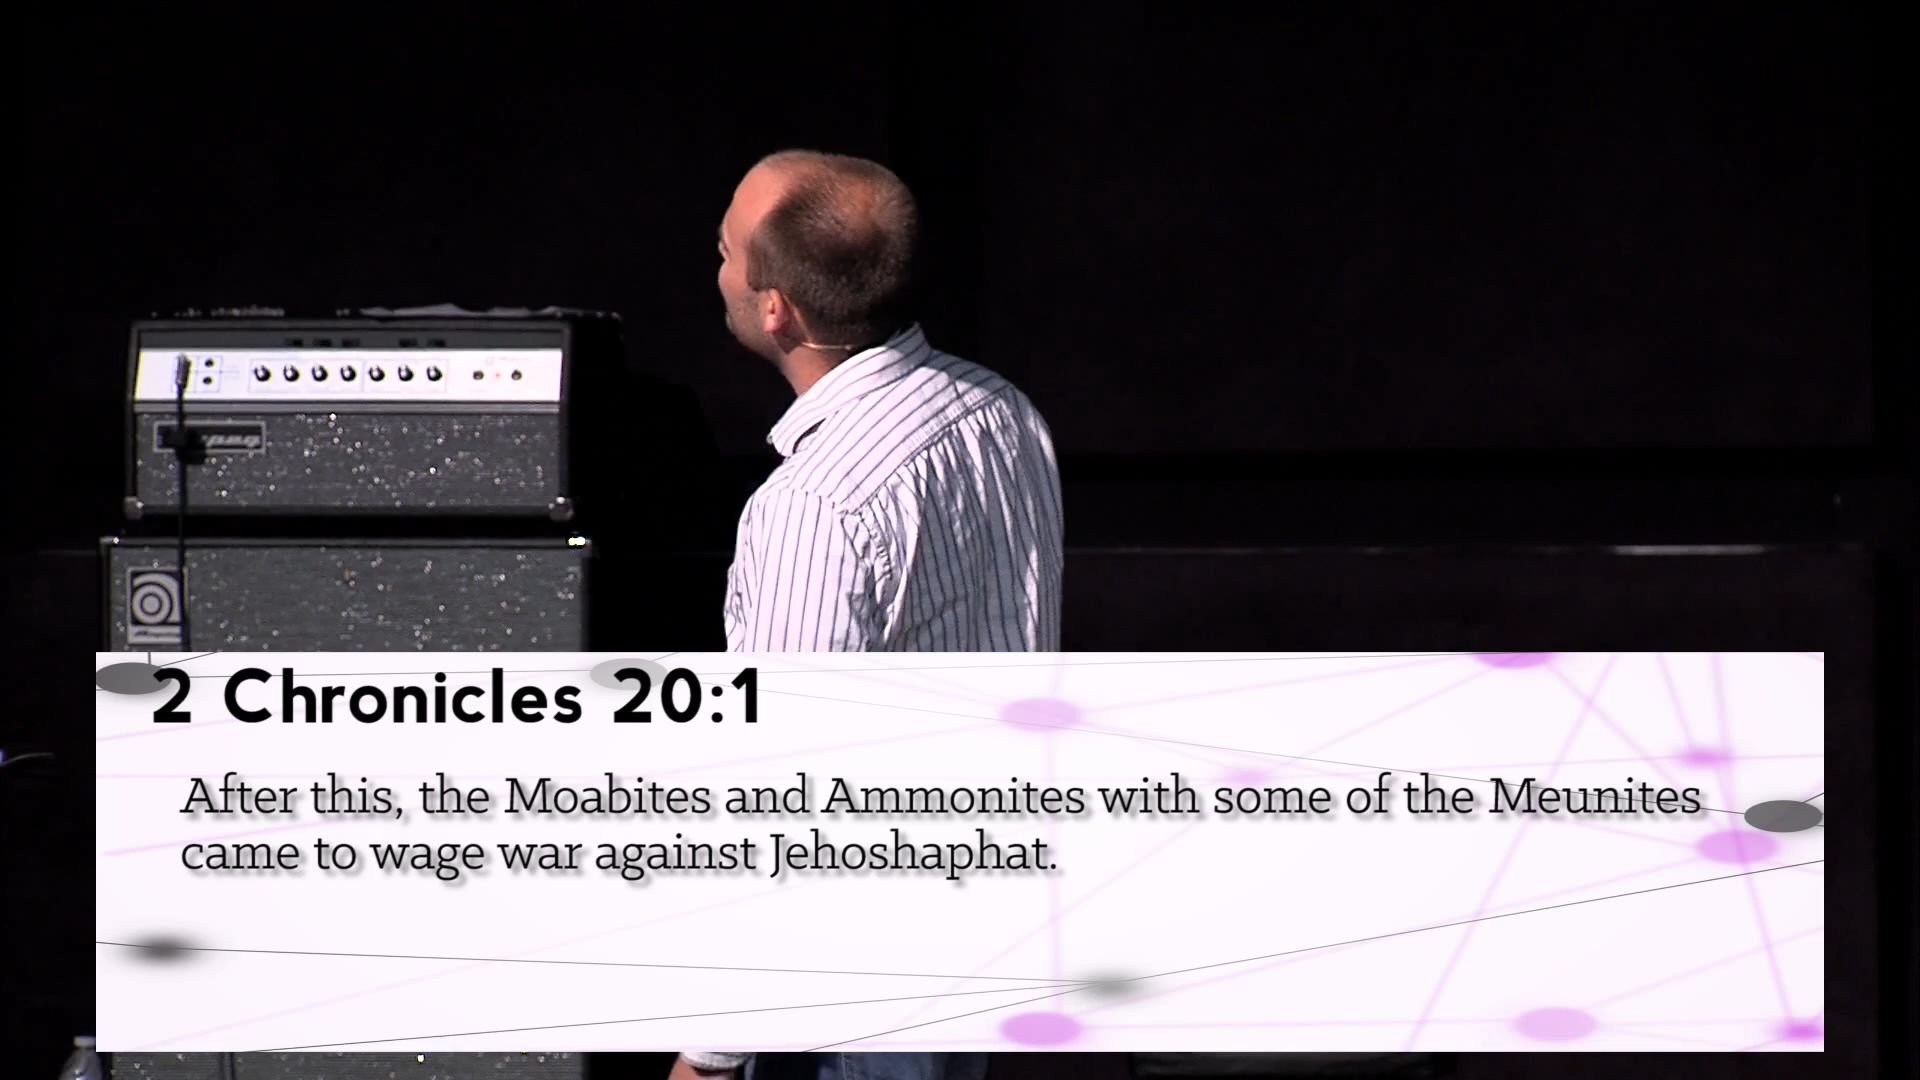 2 Chronicles 20:1
After this, the Moabites and Ammonites with some of the Meunites
came to wage war against Jehoshaphat.